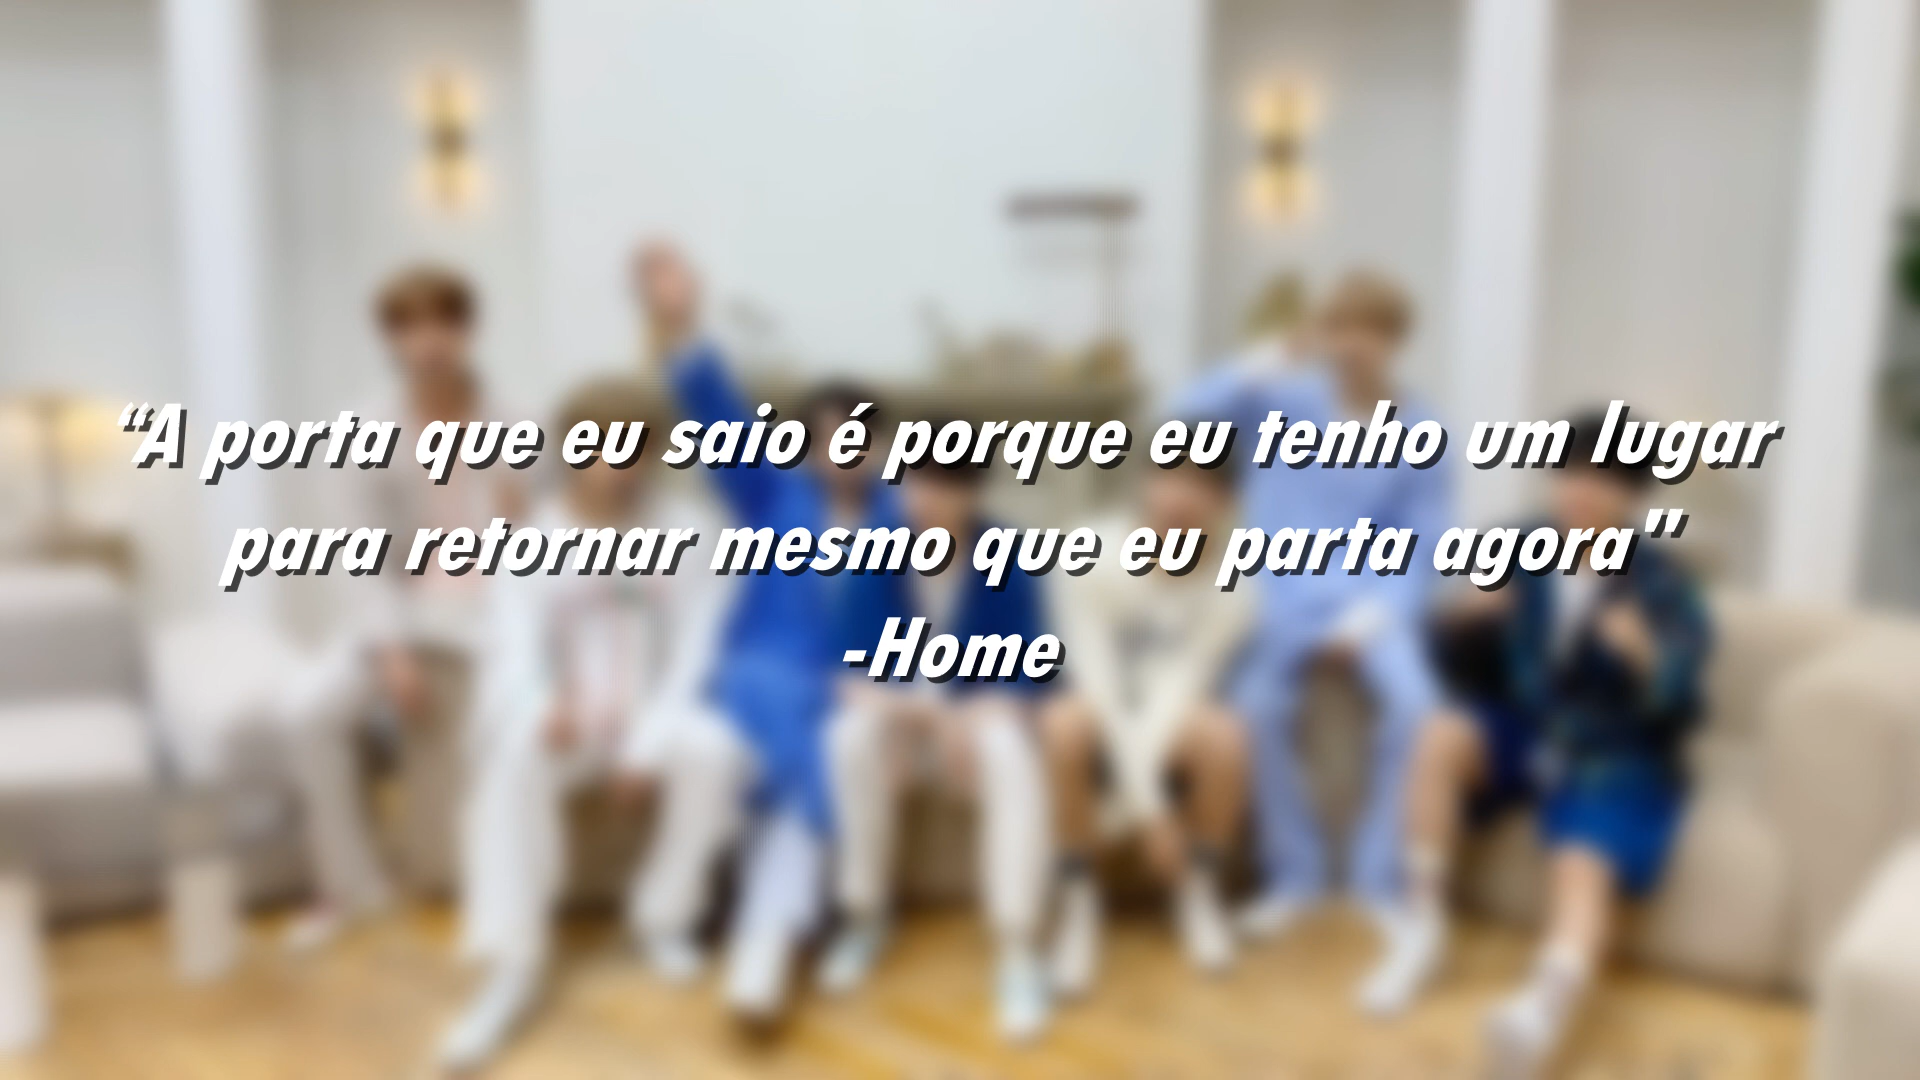 “A porta que eu saio é porque eu tenho um lugar
para retornar mesmo que eu parta agora"
-Home